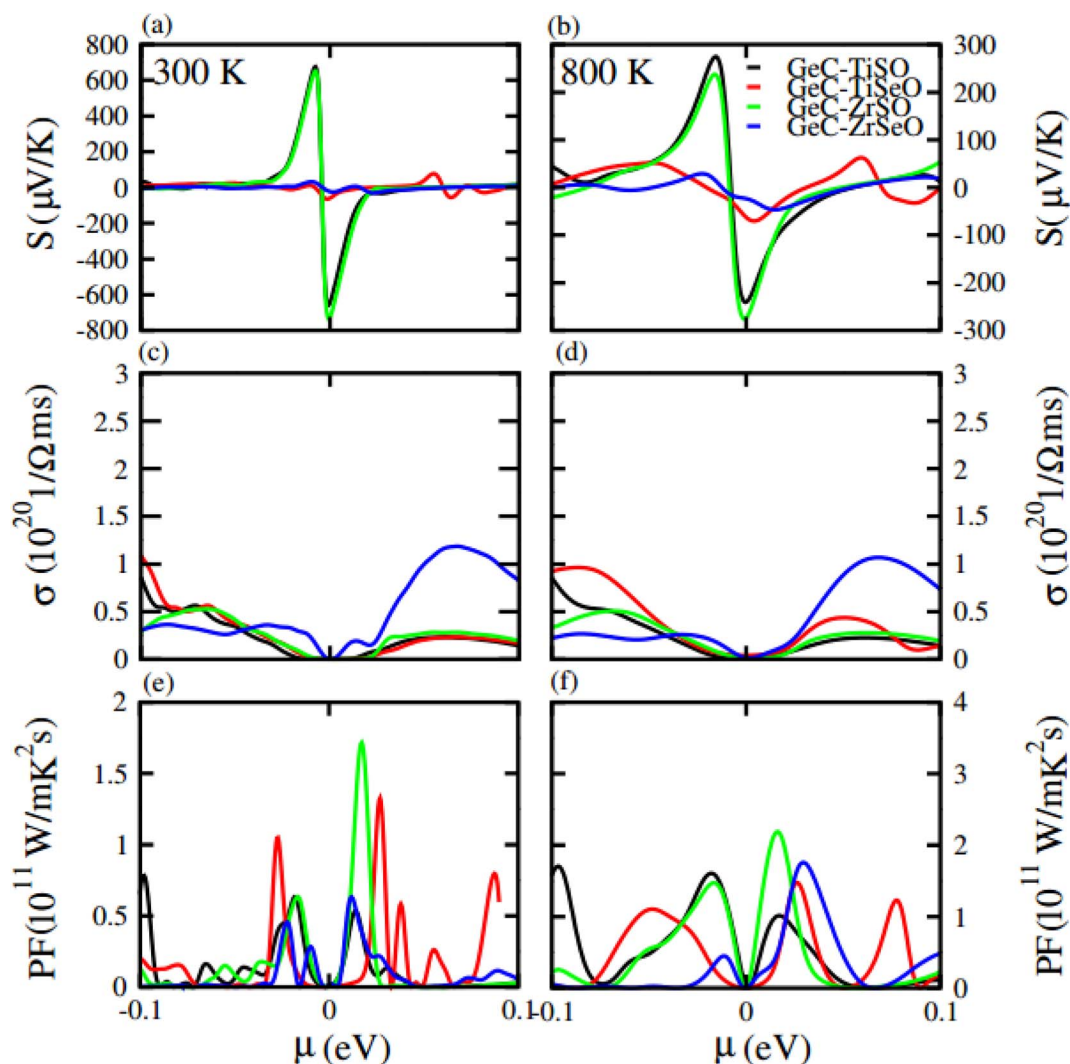 (a) (b)
800 300 K 800 K GeC-TiSO 300
600 GeC-TiSeO 200
400 GeC-ZrSO
GeC-ZrSeO
200 100
0 0
-200 -100
-400
-600 -200
-800 -300
S(μV/K) S(μV/K)
(c) (d)
3 3
2.5 2.5
2 2
1.5 1.5
1 1
0.5 0.5
0 0
σ (10^20 1/Ωms) σ (10^20 1/Ωms)
(e) (f)
2 4
1.5 3
1 2
0.5 1
0 0
PF(10^11 W/mK^2s) PF(10^11 W/mK^2s)
-0.1 0 0.1 -0.1 0 0.1
μ (eV) μ (eV)